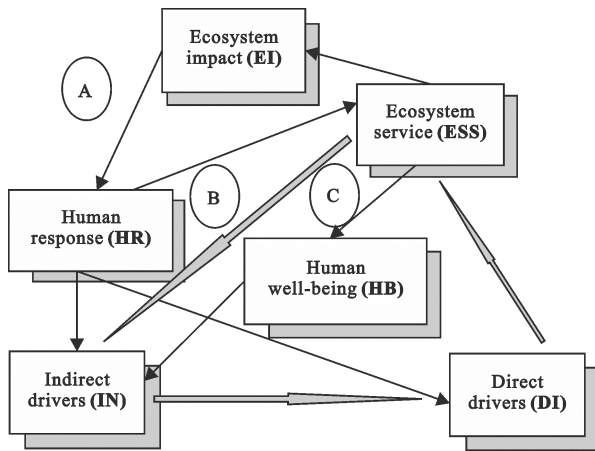 Ecosystem
impact (EI)
A
Ecosystem
service (ESS)
B
C
Human
response (HR)
Human
well-being (HB)
Indirect
drivers (IN)
Direct
drivers (DI)